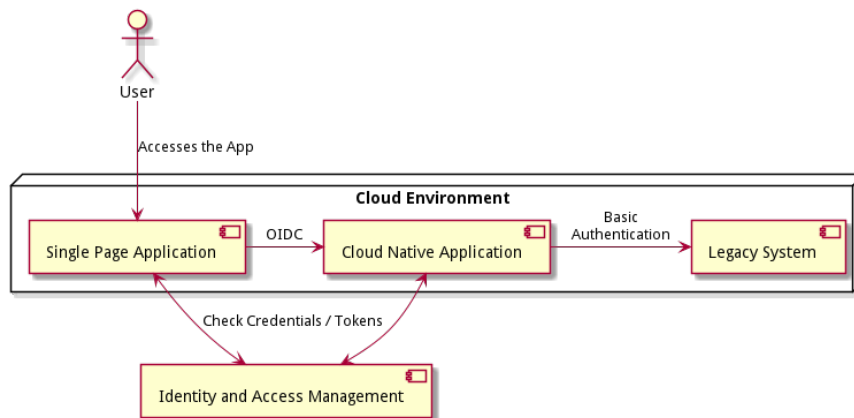 User
Accesses the App
Cloud Environment
Single Page Application
OIDC
Cloud Native Application
Basic
Authentication
Legacy System
Check Credentials / Tokens
Identity and Access Management